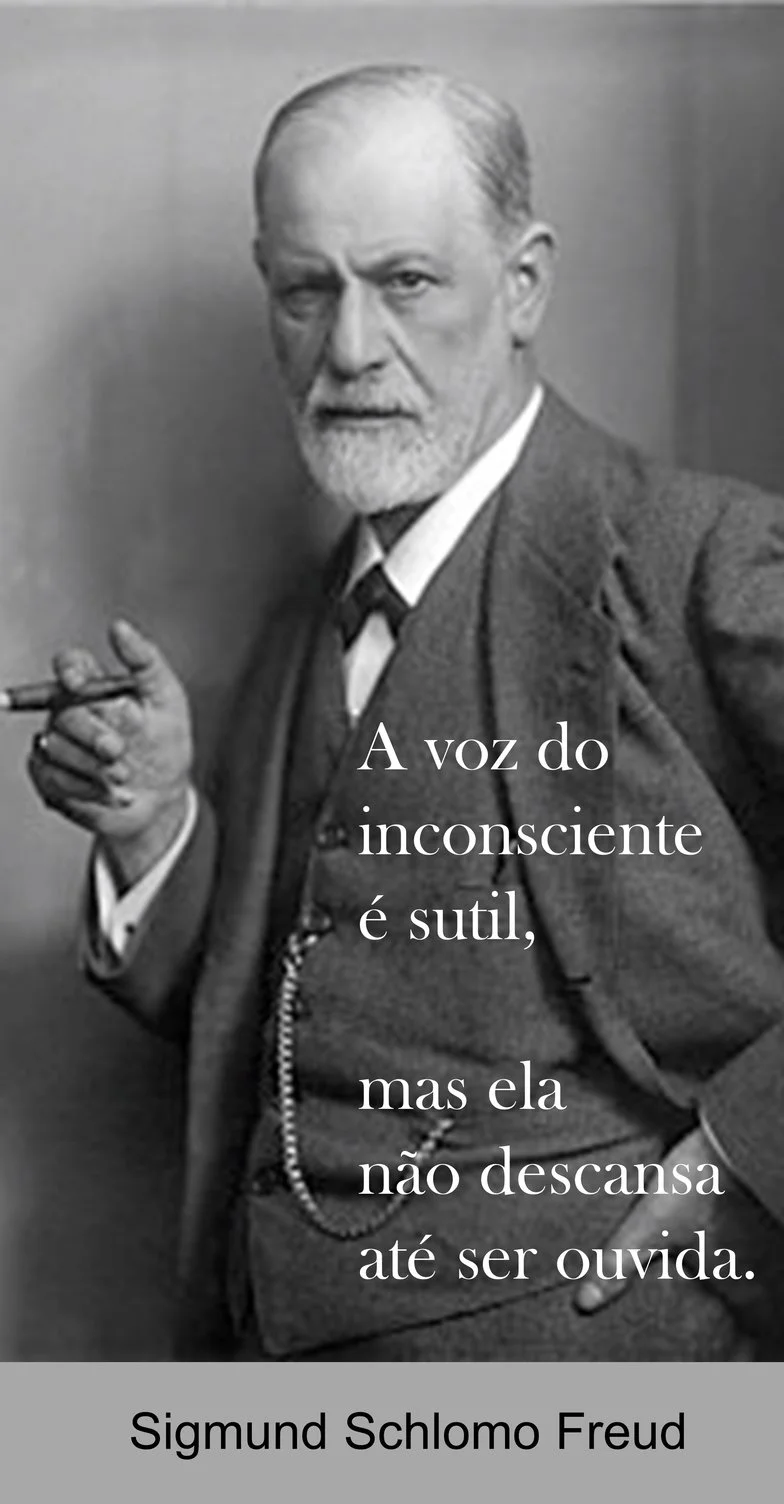 A voz do
inconsciente
é sutil,
mas ela
não descansa
até ser ouvida.
Sigmund Schlomo Freud